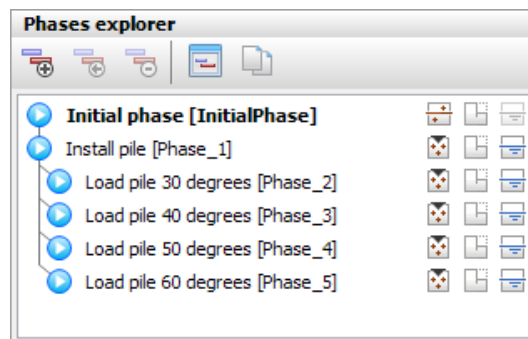 Phases explorer
Initial phase [InitialPhase]
Install pile [Phase_1]
Load pile 30 degrees [Phase_2]
Load pile 40 degrees [Phase_3]
Load pile 50 degrees [Phase_4]
Load pile 60 degrees [Phase_5]